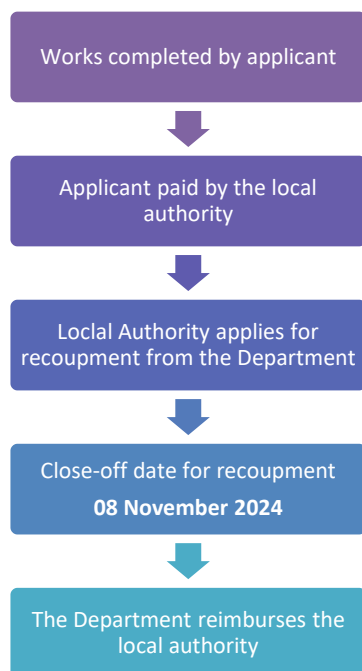 Works completed by applicant
Applicant paid by the local
authority
Loclal Authority applies for
recoupment from the Department
Close-off date for recoupment
08 November 2024
The Department reimburses the
local authority